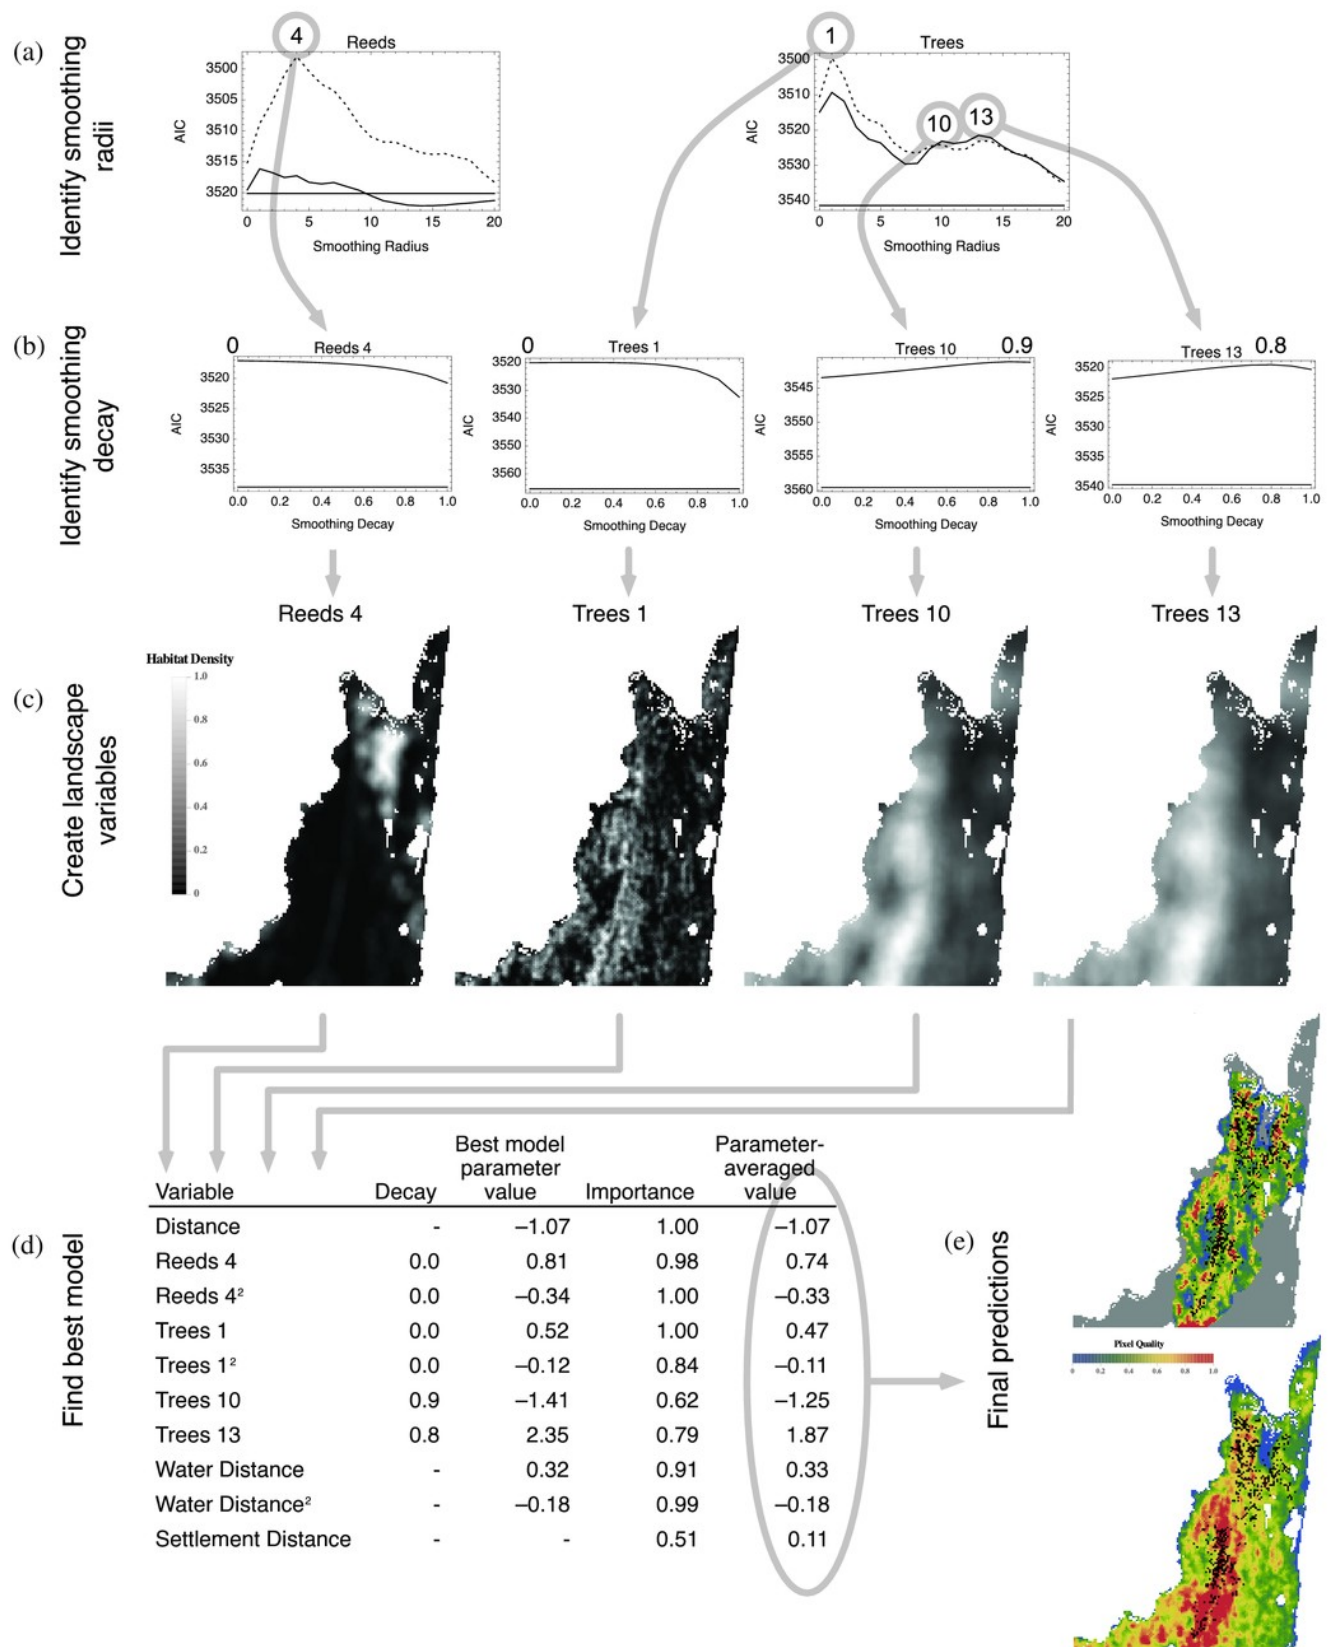 (a)
Identify smoothing
radii
4
Reeds
AIC
3500
3505
3510
3515
3520
0 5 10 15 20
Smoothing Radius
1
Trees
10
13
AIC
3500
3510
3520
3530
3540
0 5 10 15 20
Smoothing Radius
(b)
Identify smoothing
decay
0
Reeds 4
AIC
3520
3525
3530
3535
0.0 0.2 0.4 0.6 0.8 1.0
Smoothing Decay
0
Trees 1
AIC
3520
3530
3540
3550
3560
0.0 0.2 0.4 0.6 0.8 1.0
Smoothing Decay
Trees 10
0.9
AIC
3545
3550
3555
3560
0.0 0.2 0.4 0.6 0.8 1.0
Smoothing Decay
Trees 13
0.8
AIC
3520
3525
3530
3535
3540
0.0 0.2 0.4 0.6 0.8 1.0
Smoothing Decay
(c)
Create landscape
variables
Reeds 4
Trees 1
Trees 10
Trees 13
Habitat Density
1.0
0.8
0.6
0.4
0.2
0
(d)
Find best model
Variable Decay Best model parameter value Importance Parameter-averaged value
Distance - –1.07 1.00 –1.07
Reeds 4 0.0 0.81 0.98 0.74
Reeds 4² 0.0 –0.34 1.00 –0.33
Trees 1 0.0 0.52 1.00 0.47
Trees 1² 0.0 –0.12 0.84 –0.11
Trees 10 0.9 –1.41 0.62 –1.25
Trees 13 0.8 2.35 0.79 1.87
Water Distance - 0.32 0.91 0.33
Water Distance² - –0.18 0.99 –0.18
Settlement Distance - - 0.51 0.11
(e)
Final predictions
Pixel Quality
0 0.2 0.4 0.6 0.8 1.0